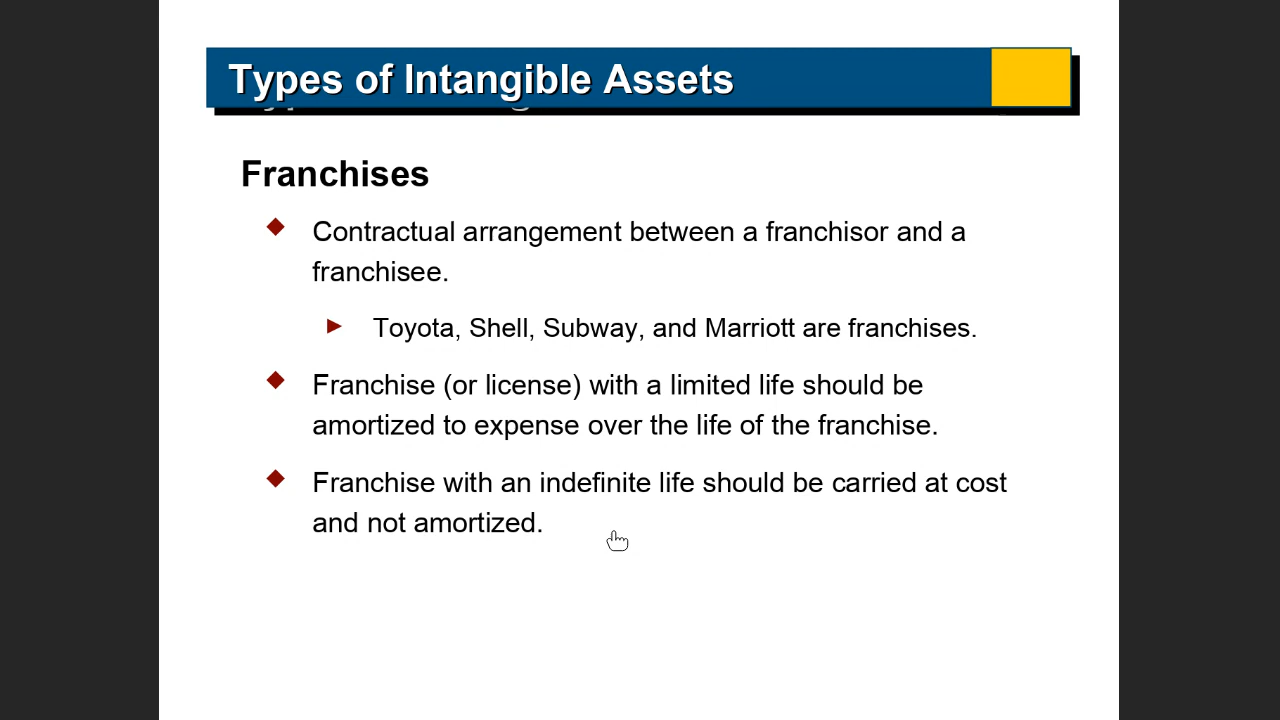 Types of Intangible Assets
Franchises
Contractual arrangement between a franchisor and a
franchisee.
Toyota, Shell, Subway, and Marriott are franchises.
Franchise (or license) with a limited life should be
amortized to expense over the life of the franchise.
Franchise with an indefinite life should be carried at cost
and not amortized.